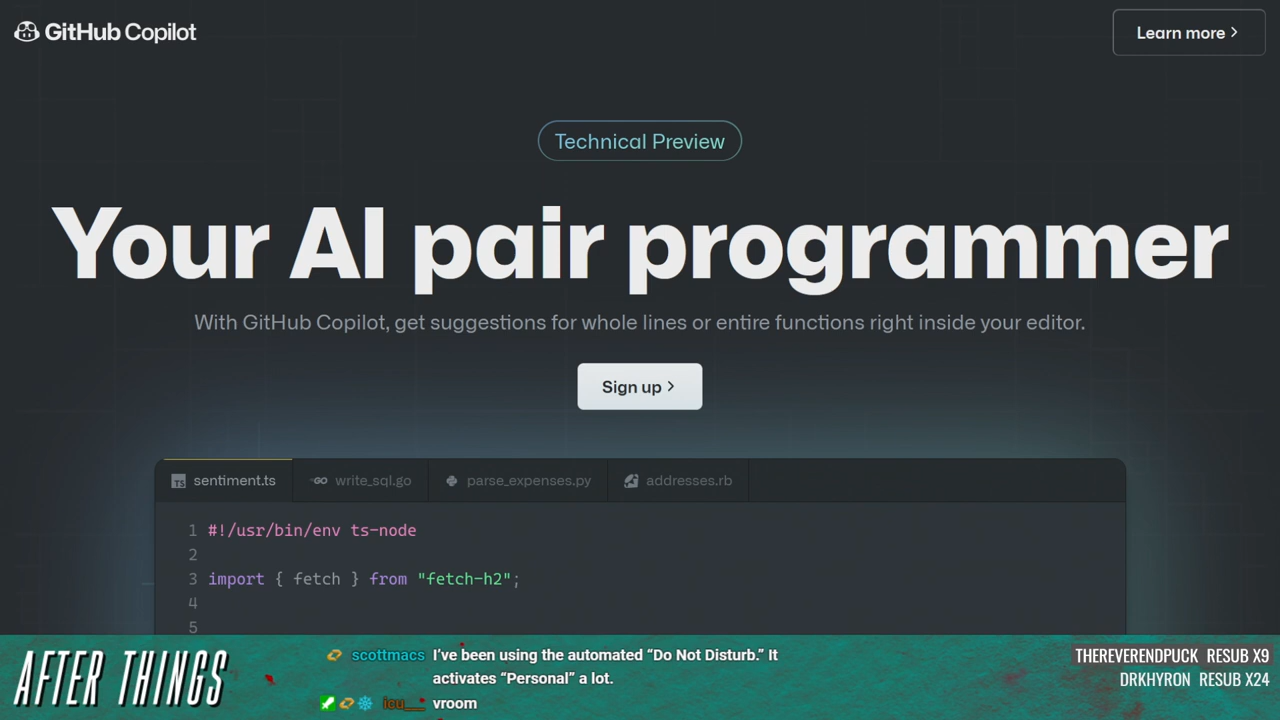 GitHub Copilot
Learn more
Technical Preview
Your AI pair programmer
With GitHub Copilot, get suggestions for whole lines or entire functions right inside your editor.
Sign up
TS sentiment.ts
GO write_sql.go
parse_expenses.py
addresses.rb
1 #!/usr/bin/env ts-node
2
3 import { fetch } from "fetch-h2";
4
5
AFTER THINGS
scottmacs I’ve been using the automated “Do Not Disturb.” It
activates “Personal” a lot.
icu___ vroom
THEREVERENDPUCK RESUB X9
DRKHYRON RESUB X24